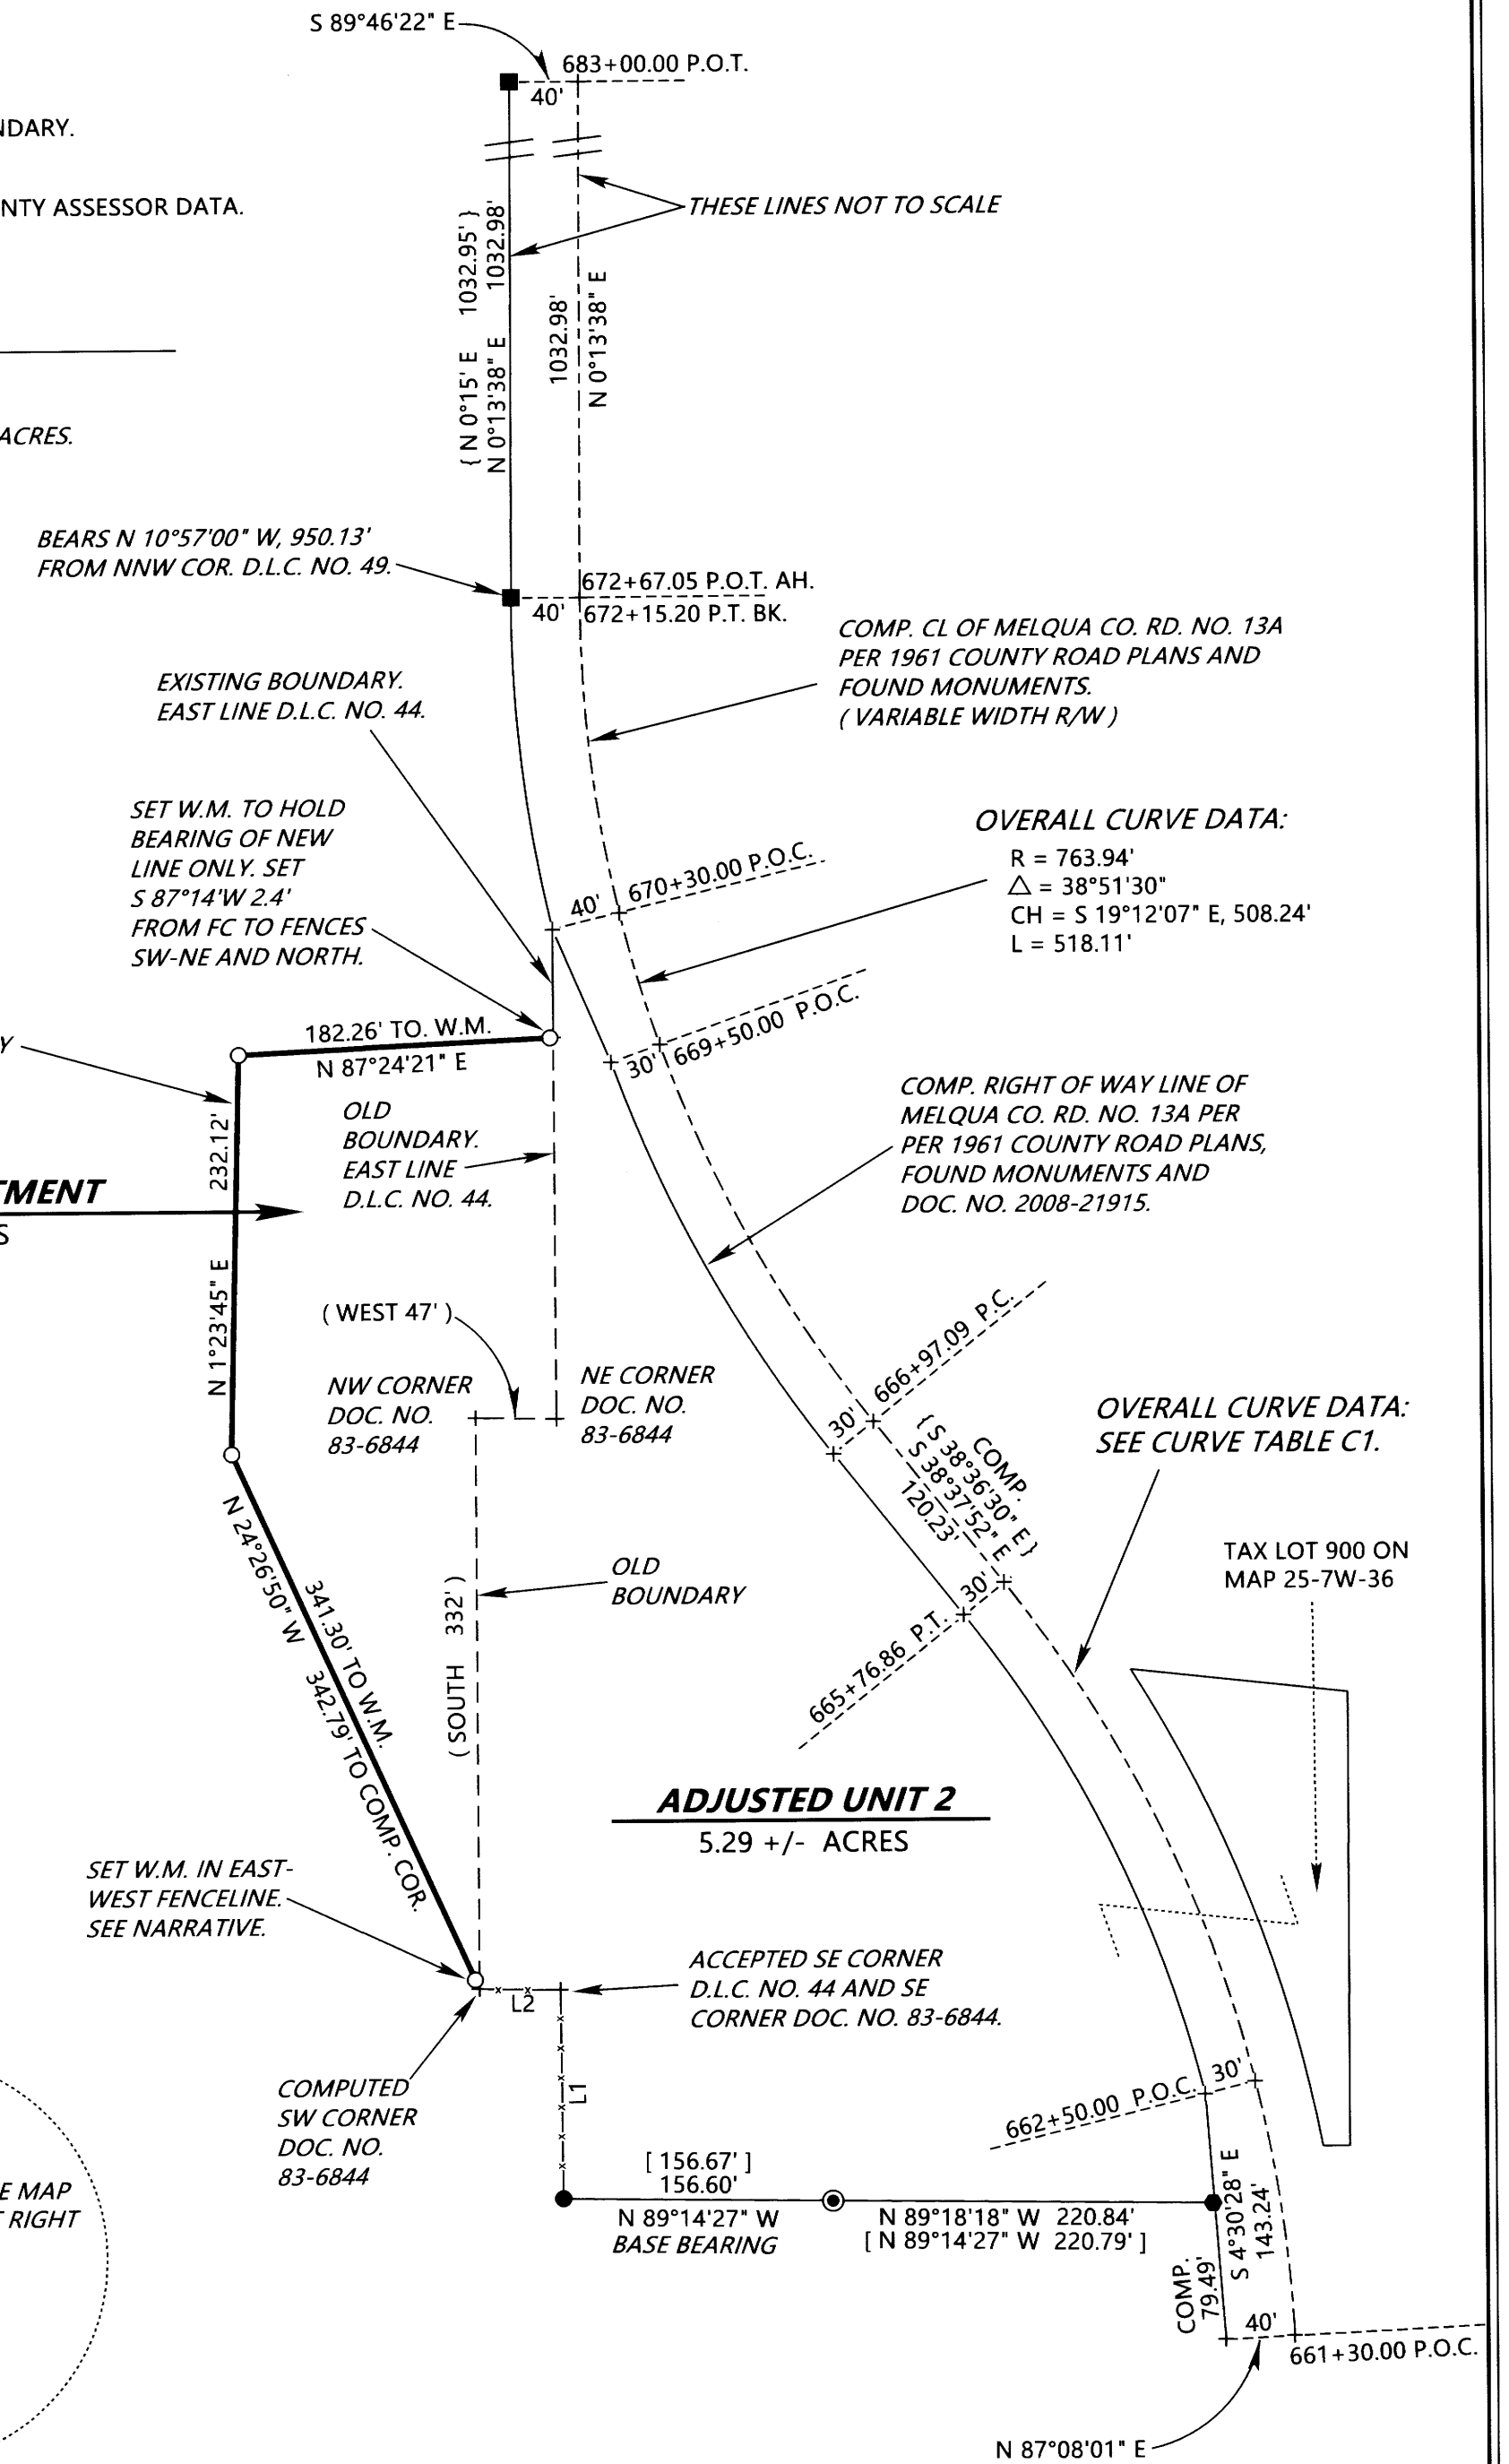 S 89°46'22" E
683+00.00 P.O.T.
40'
NDARY.
NTY ASSESSOR DATA.
THESE LINES NOT TO SCALE
{ N 0°15' E 1032.95' }
N 0°13'38" E 1032.98'
1032.98'
N 0°13'38" E
ACRES.
BEARS N 10°57'00" W, 950.13'
FROM NNW COR. D.L.C. NO. 49.
672+67.05 P.O.T. AH.
40'
672+15.20 P.T. BK.
COMP. CL OF MELQUA CO. RD. NO. 13A
PER 1961 COUNTY ROAD PLANS AND
FOUND MONUMENTS.
( VARIABLE WIDTH R/W )
EXISTING BOUNDARY.
EAST LINE D.L.C. NO. 44.
SET W.M. TO HOLD
BEARING OF NEW
LINE ONLY. SET
S 87°14'W 2.4'
FROM FC TO FENCES
SW-NE AND NORTH.
OVERALL CURVE DATA:
R = 763.94'
△ = 38°51'30"
CH = S 19°12'07" E, 508.24'
L = 518.11'
40'
670+30.00 P.O.C.
30'
669+50.00 P.O.C.
Y
182.26' TO. W.M.
N 87°24'21" E
232.12'
N 1°23'45" E
OLD
BOUNDARY.
EAST LINE
D.L.C. NO. 44.
COMP. RIGHT OF WAY LINE OF
MELQUA CO. RD. NO. 13A PER
PER 1961 COUNTY ROAD PLANS,
FOUND MONUMENTS AND
DOC. NO. 2008-21915.
TMENT
S
( WEST 47' )
NW CORNER
DOC. NO.
83-6844
NE CORNER
DOC. NO.
83-6844
30'
666+97.09 P.C.
COMP.
{ S 38°36'30" E }
S 38°37'52" E
120.23'
OVERALL CURVE DATA:
SEE CURVE TABLE C1.
TAX LOT 900 ON
MAP 25-7W-36
N 24°26'50" W
341.30' TO W.M.
342.79' TO COMP. COR.
OLD
BOUNDARY
( SOUTH 332' )
30'
665+76.86 P.T.
ADJUSTED UNIT 2
5.29 +/- ACRES
SET W.M. IN EAST-
WEST FENCELINE.
SEE NARRATIVE.
L2
ACCEPTED SE CORNER
D.L.C. NO. 44 AND SE
CORNER DOC. NO. 83-6844.
COMPUTED
SW CORNER
DOC. NO.
83-6844
L1
30'
662+50.00 P.O.C.
E MAP
T RIGHT
[ 156.67' ]
156.60'
N 89°14'27" W
BASE BEARING
N 89°18'18" W 220.84'
[ N 89°14'27" W 220.79' ]
COMP.
79.49'
S 4°30'28" E
143.24'
40'
661+30.00 P.O.C.
N 87°08'01" E